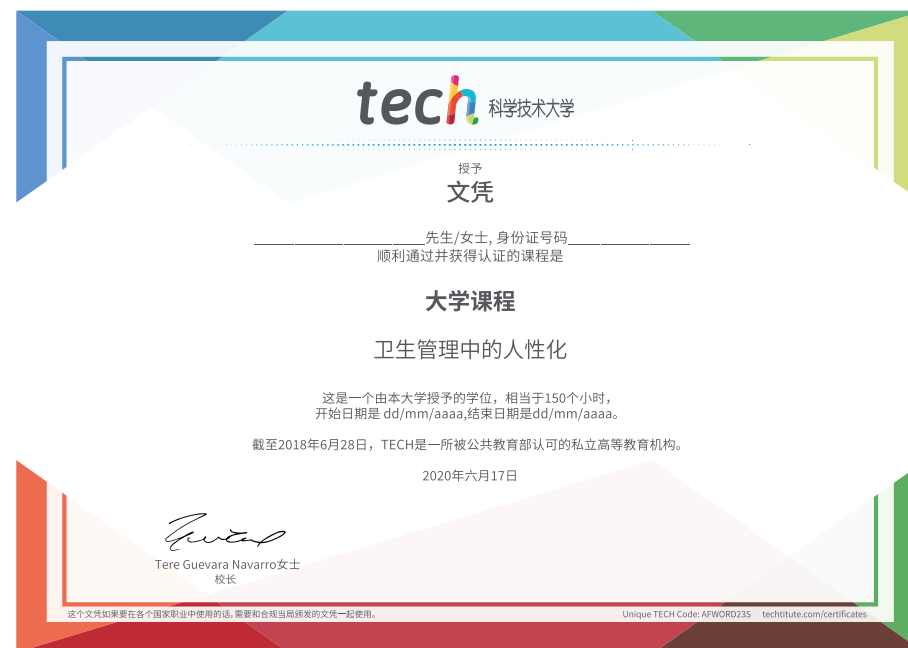 tech 科学技术大学
授予
文凭
先生/女士, 身份证号码
顺利通过并获得认证的课程是
大学课程
卫生管理中的人性化
这是一个由本大学授予的学位，相当于150个小时，
开始日期是 dd/mm/aaaa,结束日期是dd/mm/aaaa。
截至2018年6月28日，TECH是一所被公共教育部认可的私立高等教育机构。
2020年六月17日
Tere Guevara Navarro女士
校长
这个文凭如果要在各个国家职业中使用的话,需要和合规当局颁发的文凭一起使用。
Unique TECH Code: AFWORD23S techtitute.com/certificates